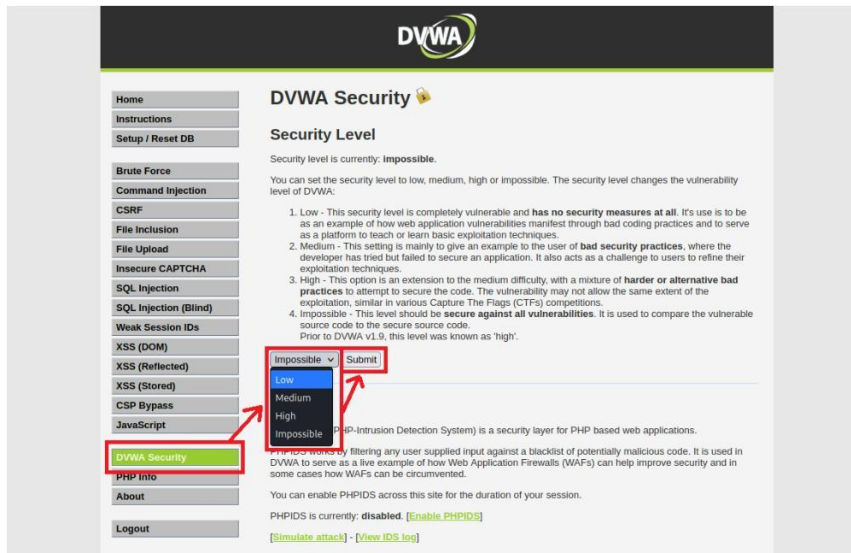 DVWA
Home
Instructions
Setup / Reset DB
Brute Force
Command Injection
CSRF
File Inclusion
File Upload
Insecure CAPTCHA
SQL Injection
SQL Injection (Blind)
Weak Session IDs
XSS (DOM)
XSS (Reflected)
XSS (Stored)
CSP Bypass
JavaScript
DVWA Security
PHP Info
About
Logout
DVWA Security
Security Level
Security level is currently: impossible.
You can set the security level to low, medium, high or impossible. The security level changes the vulnerability
level of DVWA:
1. Low - This security level is completely vulnerable and has no security measures at all. It's use is to be
as an example of how web application vulnerabilities manifest through bad coding practices and to serve
as a platform to teach or learn basic exploitation techniques.
2. Medium - This setting is mainly to give an example to the user of bad security practices, where the
developer has tried but failed to secure an application. It also acts as a challenge to users to refine their
exploitation techniques.
3. High - This option is an extension to the medium difficulty, with a mixture of harder or alternative bad
practices to attempt to secure the code. The vulnerability may not allow the same extent of the
exploitation, similar in various Capture The Flags (CTFs) competitions.
4. Impossible - This level should be secure against all vulnerabilities. It is used to compare the vulnerable
source code to the secure source code.
Prior to DVWA v1.9, this level was known as 'high'.
Impossible Submit
Low
Medium
High
Impossible
PHP-Intrusion Detection System) is a security layer for PHP based web applications.
PHPIDS works by filtering any user supplied input against a blacklist of potentially malicious code. It is used in
DVWA to serve as a live example of how Web Application Firewalls (WAFs) can help improve security and in
some cases how WAFs can be circumvented.
You can enable PHPIDS across this site for the duration of your session.
PHPIDS is currently: disabled. [Enable PHPIDS]
[Simulate attack] - [View IDS log]